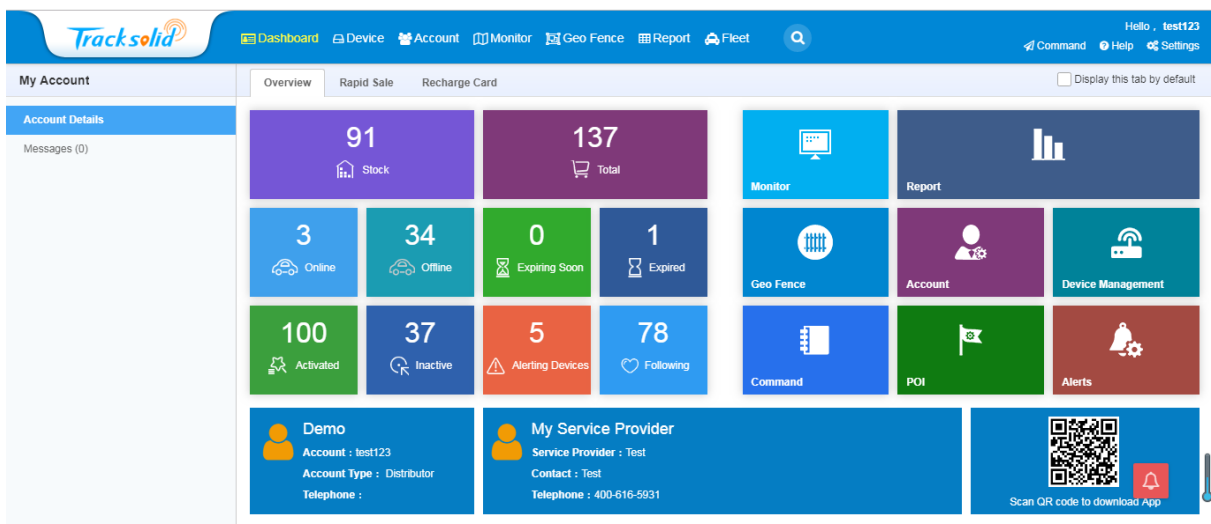 Tracksolid
Dashboard Device Account Monitor Geo Fence Report Fleet
Hello , test123
Command Help Settings
My Account
Overview Rapid Sale Recharge Card
Display this tab by default
Account Details
Messages (0)
91
Stock
137
Total
Monitor
Report
3
Online
34
Offline
0
Expiring Soon
1
Expired
Geo Fence
Account
Device Management
100
Activated
37
Inactive
5
Alerting Devices
78
Following
Command
POI
Alerts
Demo
Account : test123
Account Type : Distributor
Telephone :
My Service Provider
Service Provider : Test
Contact : Test
Telephone : 400-616-5931
Scan QR code to download App